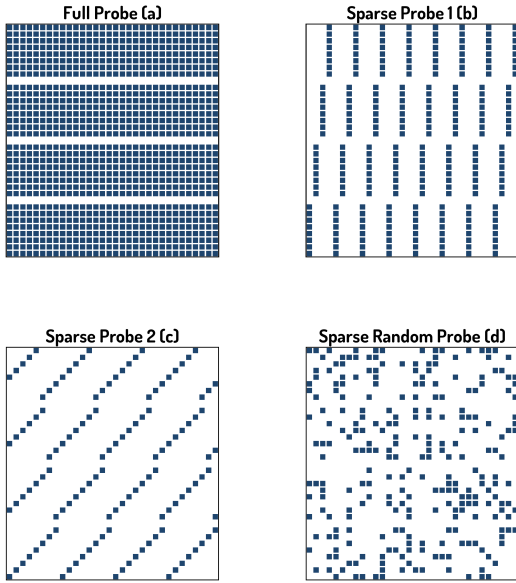 Full Probe (a)
Sparse Probe 1 (b)
Sparse Probe 2 (c)
Sparse Random Probe (d)